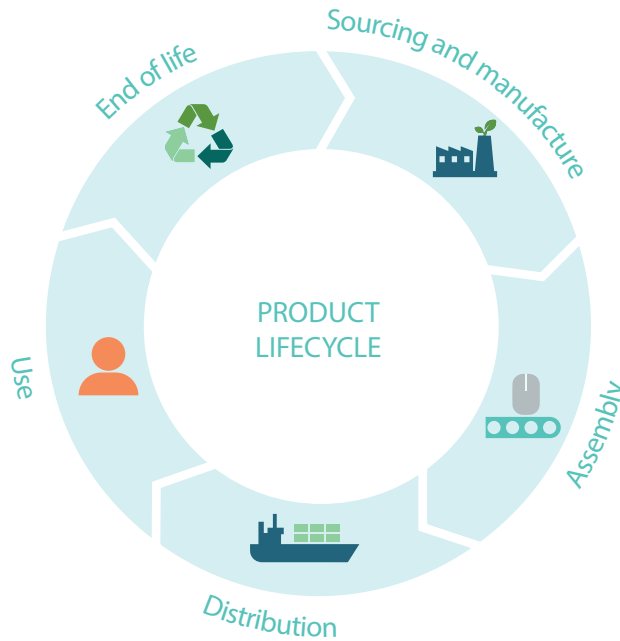 Sourcing and manufacture
Assembly
Distribution
Use
End of life
PRODUCT
LIFECYCLE